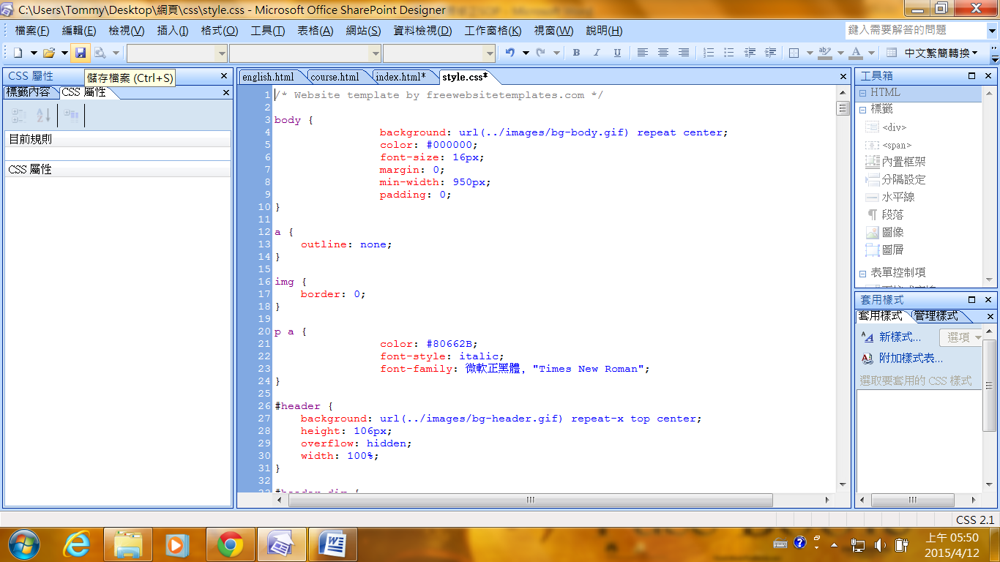 C:\Users\Tommy\Desktop\網頁\css\style.css - Microsoft Office SharePoint Designer
檔案(F) 編輯(E) 檢視(V) 插入(I) 格式(O) 工具(T) 表格(A) 網站(S) 資料檢視(D) 工作窗格(K) 視窗(W) 說明(H) 鍵入需要解答的問題
B I U A 中文繁簡轉換
CSS 屬性
儲存檔案 (Ctrl+S)
標籤內容 CSS 屬性
目前規則
CSS 屬性
english.html course.html index.html* style.css*
1 /* Website template by freewebsitetemplates.com */
2
3 body {
4 background: url(../images/bg-body.gif) repeat center;
5 color: #000000;
6 font-size: 16px;
7 margin: 0;
8 min-width: 950px;
9 padding: 0;
10 }
11
12 a {
13 outline: none;
14 }
15
16 img {
17 border: 0;
18 }
19
20 p a {
21 color: #80662B;
22 font-style: italic;
23 font-family: 微軟正黑體, "Times New Roman";
24 }
25
26 #header {
27 background: url(../images/bg-header.gif) repeat-x top center;
28 height: 106px;
29 overflow: hidden;
30 width: 100%;
31 }
32
工具箱
HTML
標籤
<div>
<span>
內置框架
分隔設定
水平線
段落
圖像
圖層
表單控制項
套用樣式
套用樣式 管理樣式
新樣式... 選項
附加樣式表...
選取要套用的 CSS 樣式
CSS 2.1
上午 05:50
2015/4/12